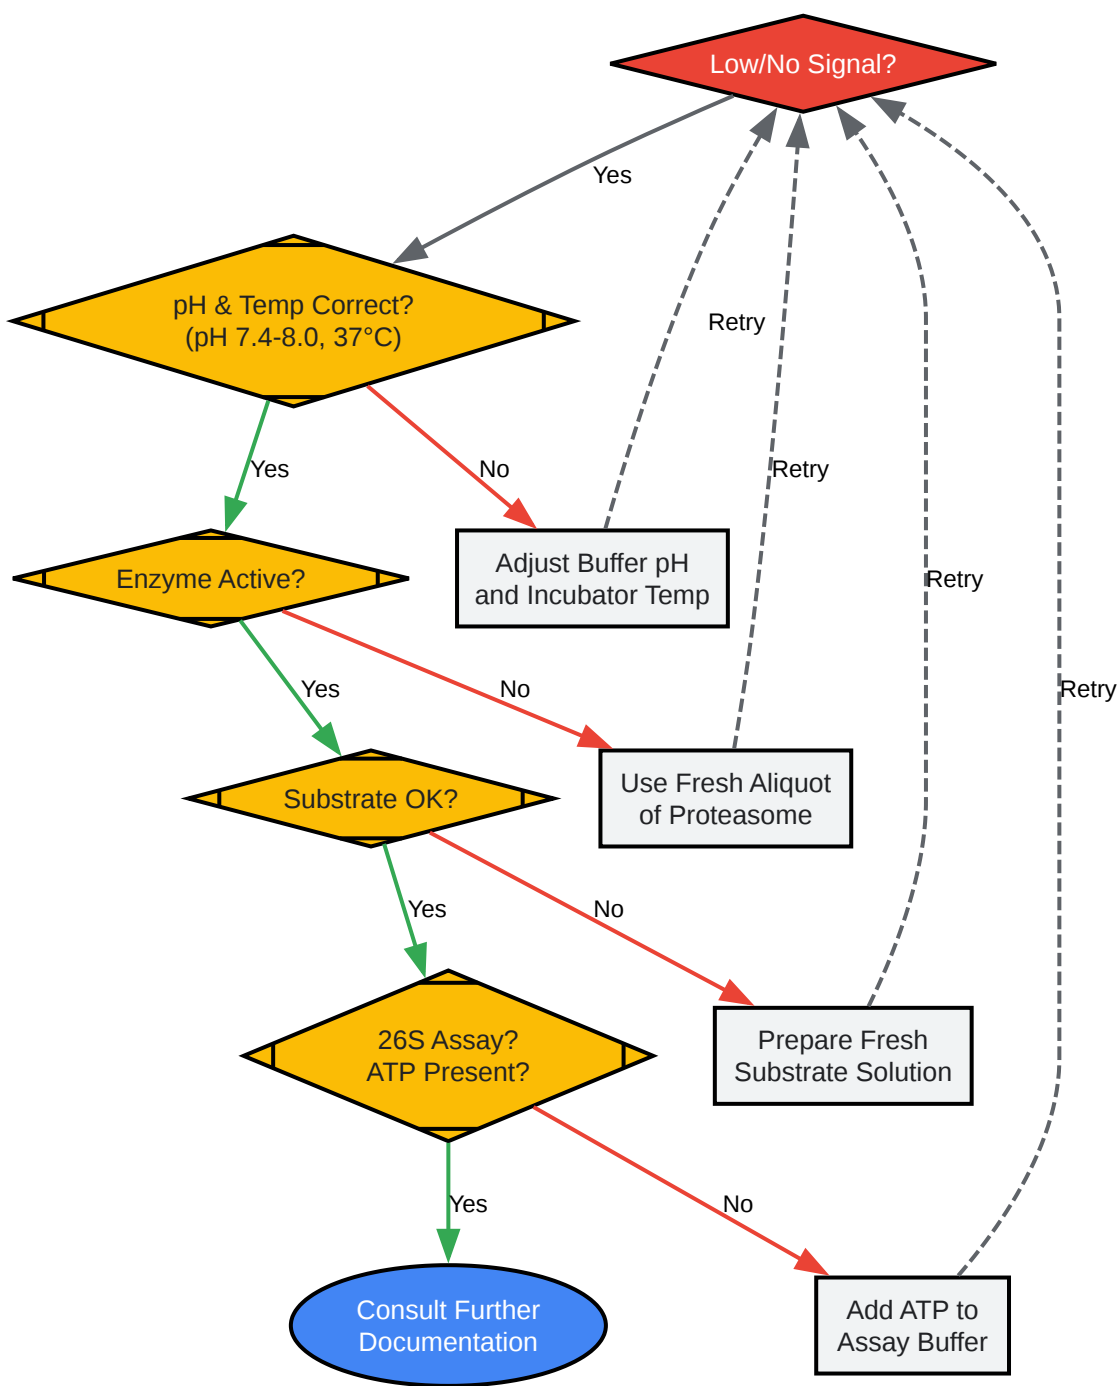 Low/No Signal?
Yes
pH & Temp Correct?
(pH 7.4-8.0, 37°C)
Retry
Yes
No
Retry
Adjust Buffer pH
and Incubator Temp
Enzyme Active?
Retry
Yes
No
Retry
Use Fresh Aliquot
of Proteasome
Substrate OK?
Yes
No
Prepare Fresh
Substrate Solution
26S Assay?
ATP Present?
Yes
No
Consult Further
Documentation
Add ATP to
Assay Buffer